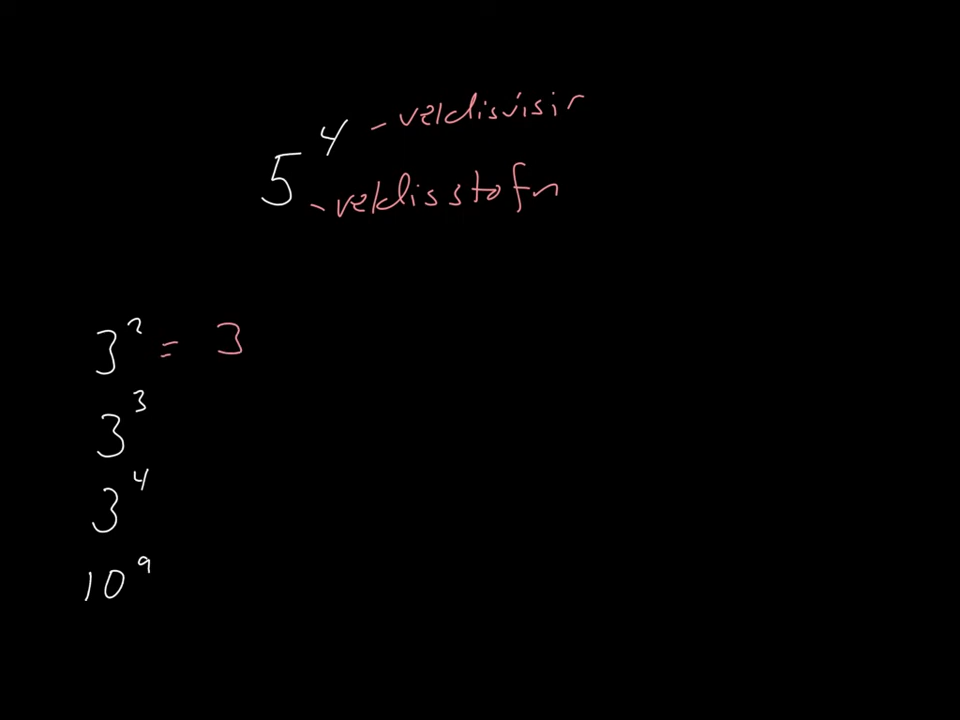 5⁴ - veldisvísir
- veldisstofn
3² = 3
3³
3⁴
10⁹